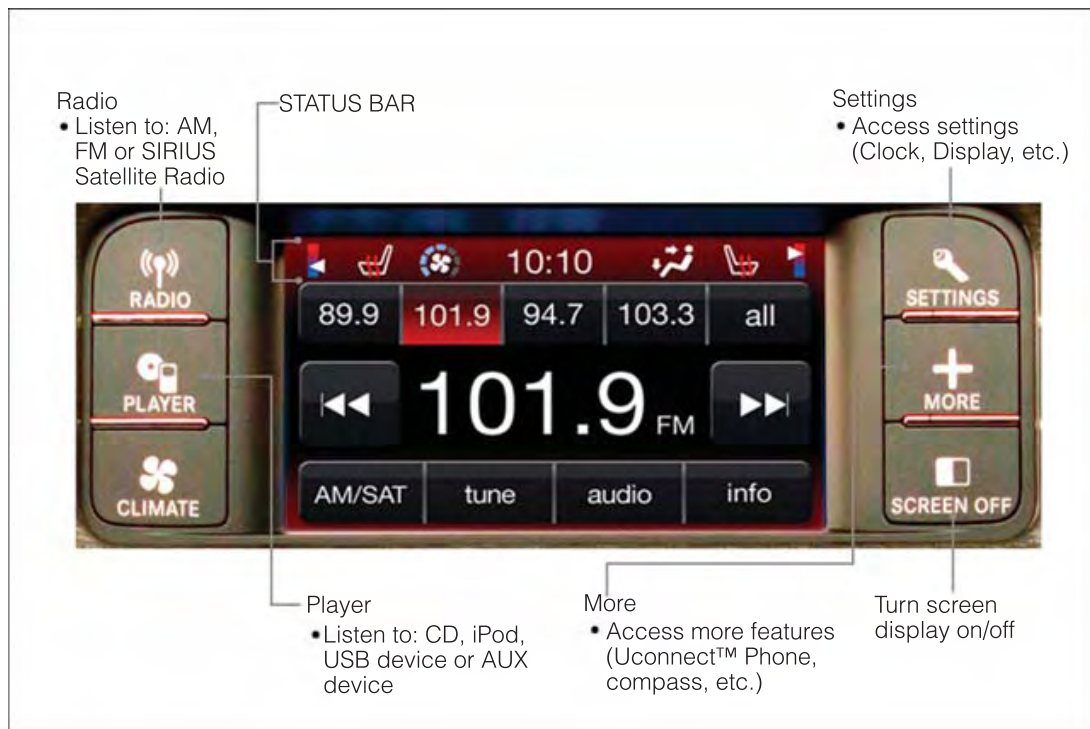 Radio
• Listen to: AM,
FM or SIRIUS
Satellite Radio
STATUS BAR
Settings
• Access settings
(Clock, Display, etc.)
RADIO
PLAYER
CLIMATE
10:10
89.9 101.9 94.7 103.3 all
101.9 FM
AM/SAT tune audio info
SETTINGS
MORE
SCREEN OFF
Player
• Listen to: CD, iPod,
USB device or AUX
device
More
• Access more features
(Uconnect™ Phone,
compass, etc.)
Turn screen
display on/off